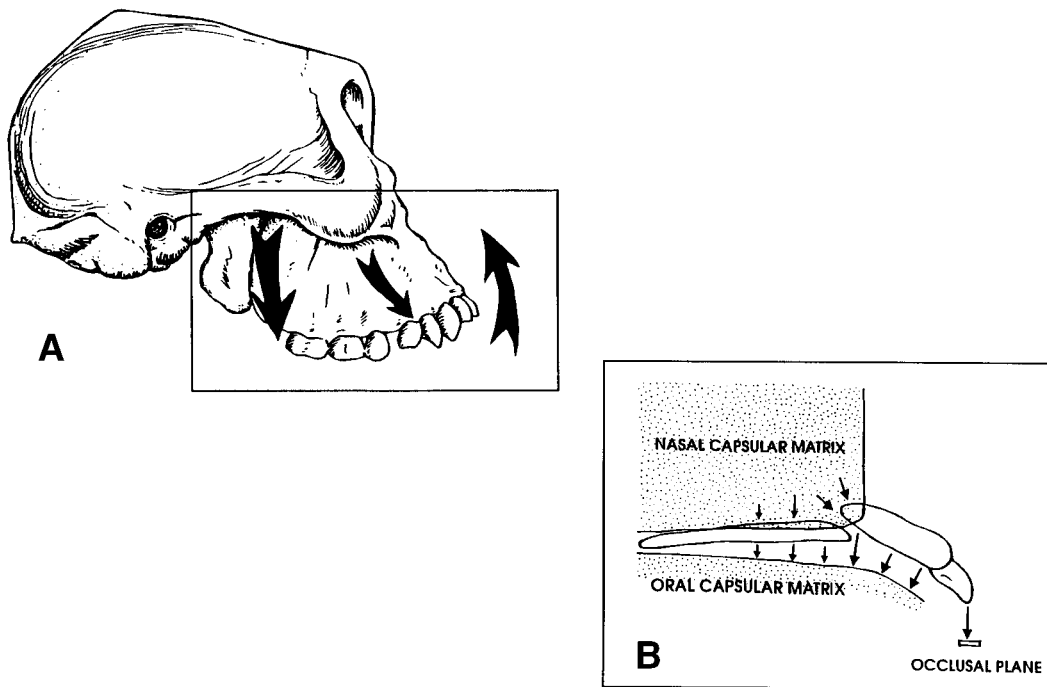 A
NASAL CAPSULAR MATRIX
ORAL CAPSULAR MATRIX
B
OCCLUSAL PLANE